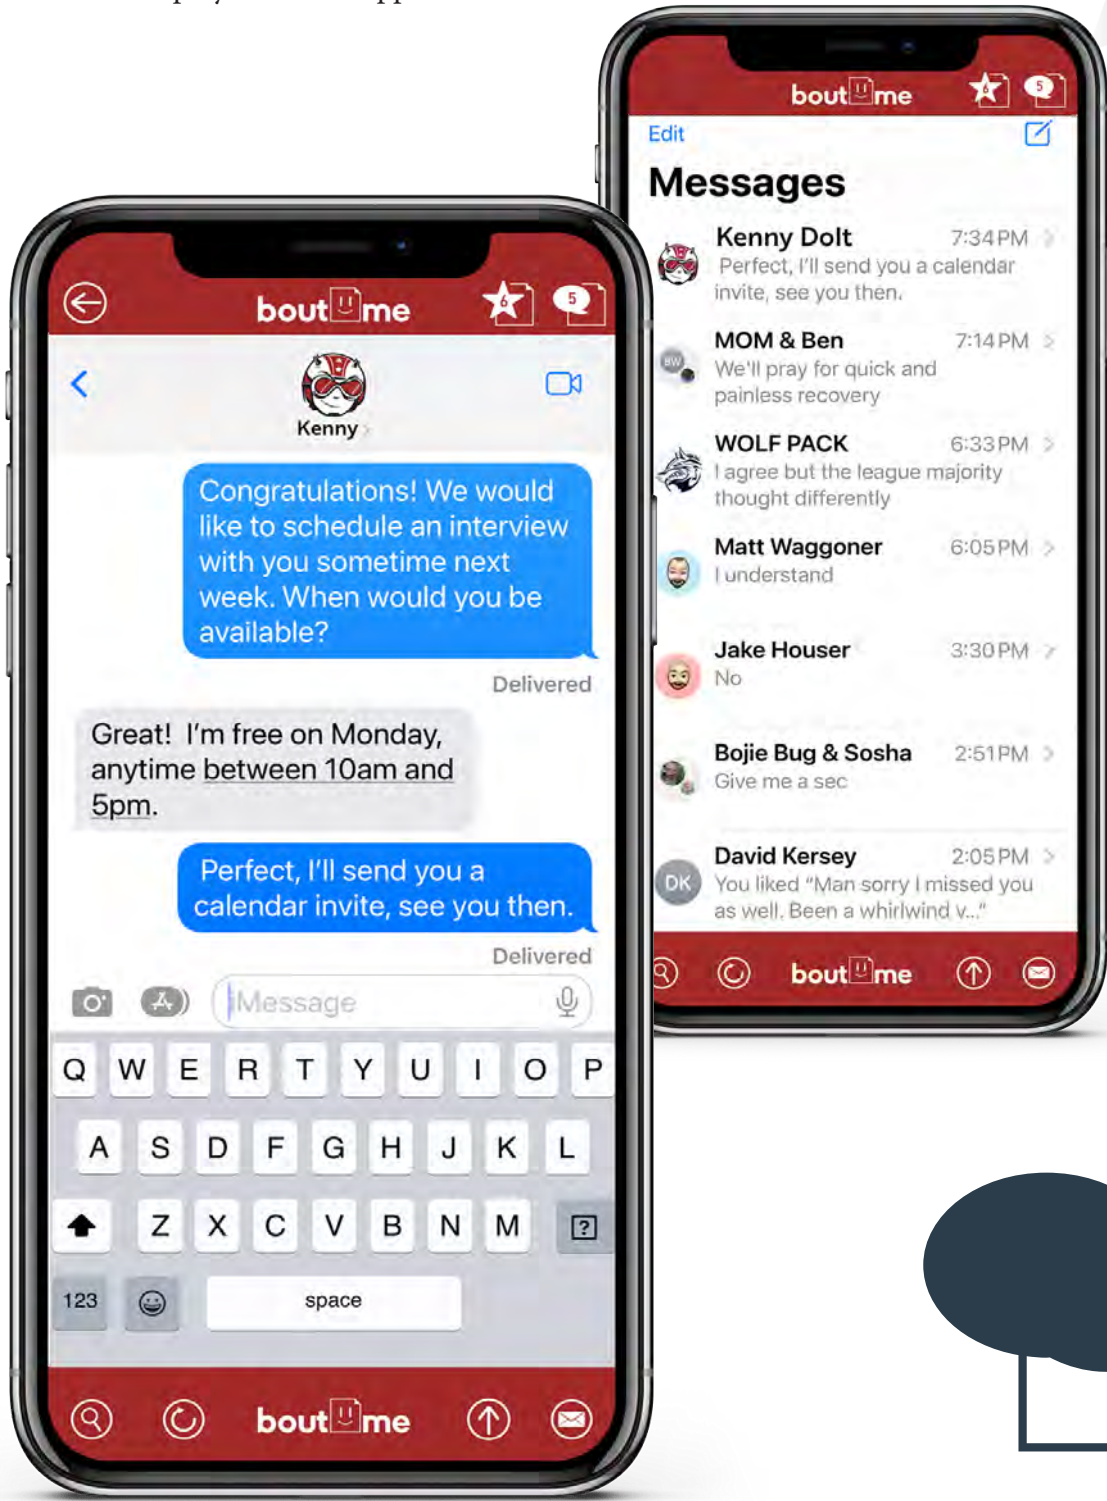 bout me
6
5
Edit
Messages
Kenny Dolt 7:34 PM
Perfect, I'll send you a calendar
invite, see you then.
BW
MOM & Ben 7:14 PM
We'll pray for quick and
painless recovery
WOLF PACK 6:33 PM
I agree but the league majority
thought differently
Matt Waggoner 6:05 PM
I understand
Jake Houser 3:30 PM
No
Bojie Bug & Sosha 2:51 PM
Give me a sec
DK
David Kersey 2:05 PM
You liked “Man sorry I missed you
as well. Been a whirlwind v...”
bout me
bout me
6
5
Kenny
Congratulations! We would
like to schedule an interview
with you sometime next
week. When would you be
available?
Delivered
Great! I'm free on Monday,
anytime between 10am and
5pm.
Perfect, I'll send you a
calendar invite, see you then.
Delivered
iMessage
Q W E R T Y U I O P
A S D F G H J K L
Z X C V B N M ?
123 space
bout me